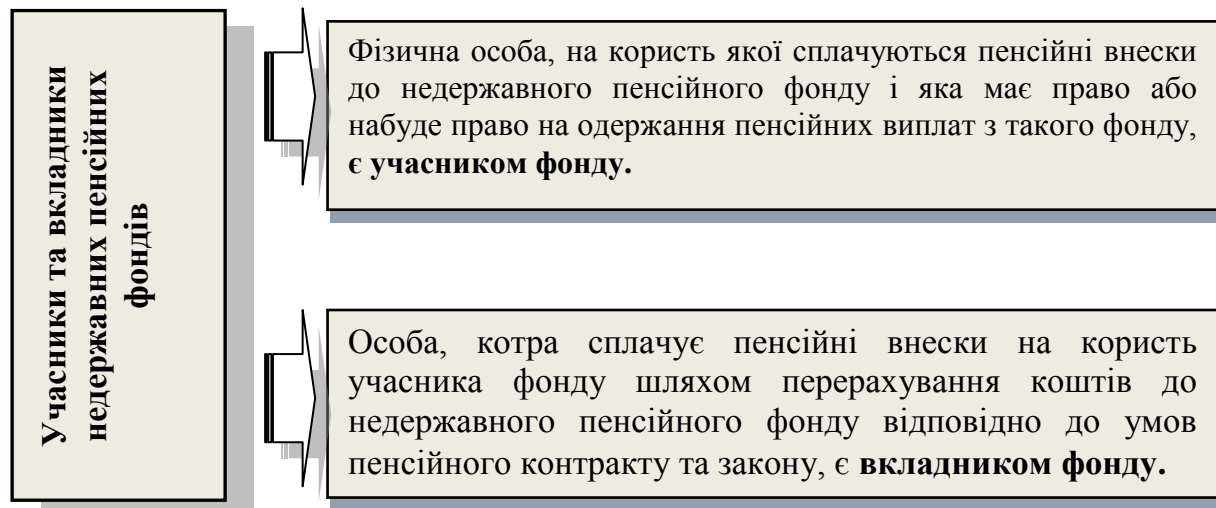 Учасники та вкладники
недержавних пенсійних
фондів
Фізична особа, на користь якої сплачуються пенсійні внески
до недержавного пенсійного фонду і яка має право або
набуде право на одержання пенсійних виплат з такого фонду,
є учасником фонду.
Особа, котра сплачує пенсійні внески на користь
учасника фонду шляхом перерахування коштів до
недержавного пенсійного фонду відповідно до умов
пенсійного контракту та закону, є вкладником фонду.